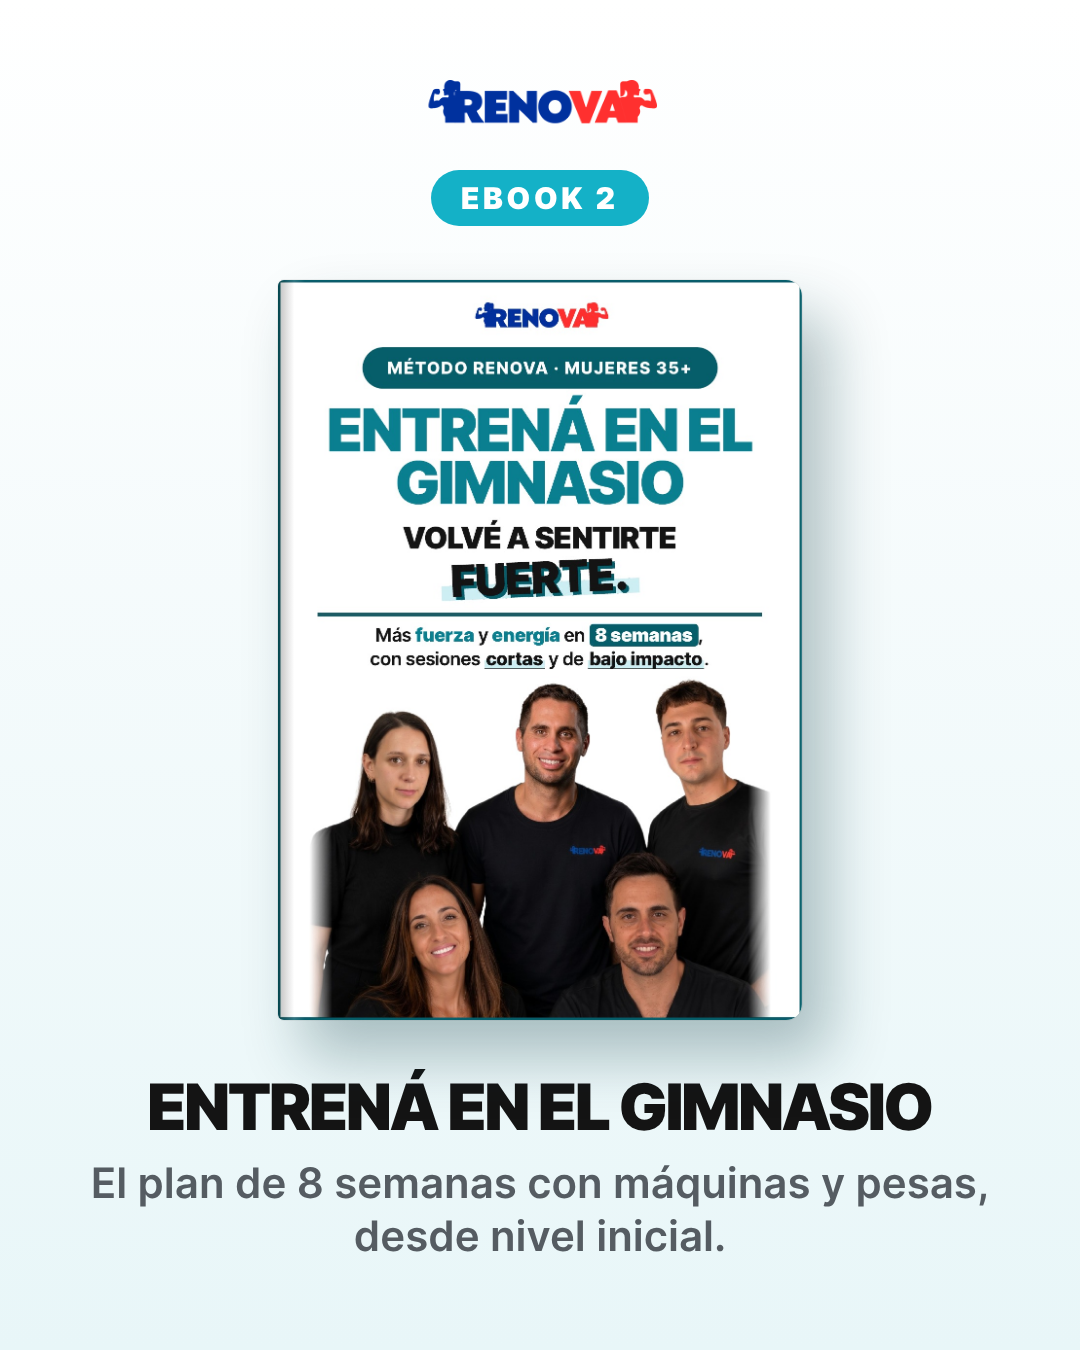 RENOVA
EBOOK 2
RENOVA
MÉTODO RENOVA · MUJERES 35+
ENTRENÁ EN EL
GIMNASIO
VOLVÉ A SENTIRTE
FUERTE.
Más fuerza y energía en 8 semanas,
con sesiones cortas y de bajo impacto.
RENOVA
RENOVA
ENTRENÁ EN EL GIMNASIO
El plan de 8 semanas con máquinas y pesas,
desde nivel inicial.